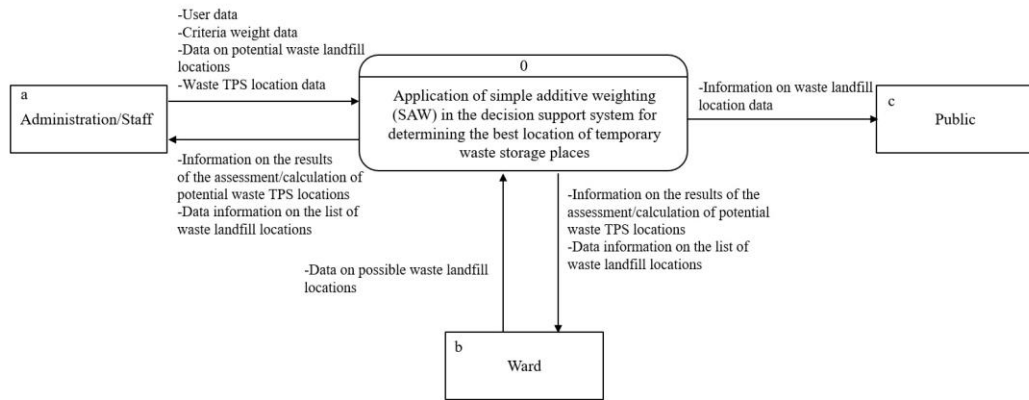 -User data
-Criteria weight data
-Data on potential waste landfill
locations
-Waste TPS location data
a
Administration/Staff
0
Application of simple additive weighting
(SAW) in the decision support system for
determining the best location of temporary
waste storage places
-Information on waste landfill
location data
c
Public
-Information on the results
of the assessment/calculation of
potential waste TPS locations
-Data information on the list of
waste landfill locations
-Information on the results of the
assessment/calculation of potential
waste TPS locations
-Data information on the list of
waste landfill locations
-Data on possible waste landfill
locations
b
Ward